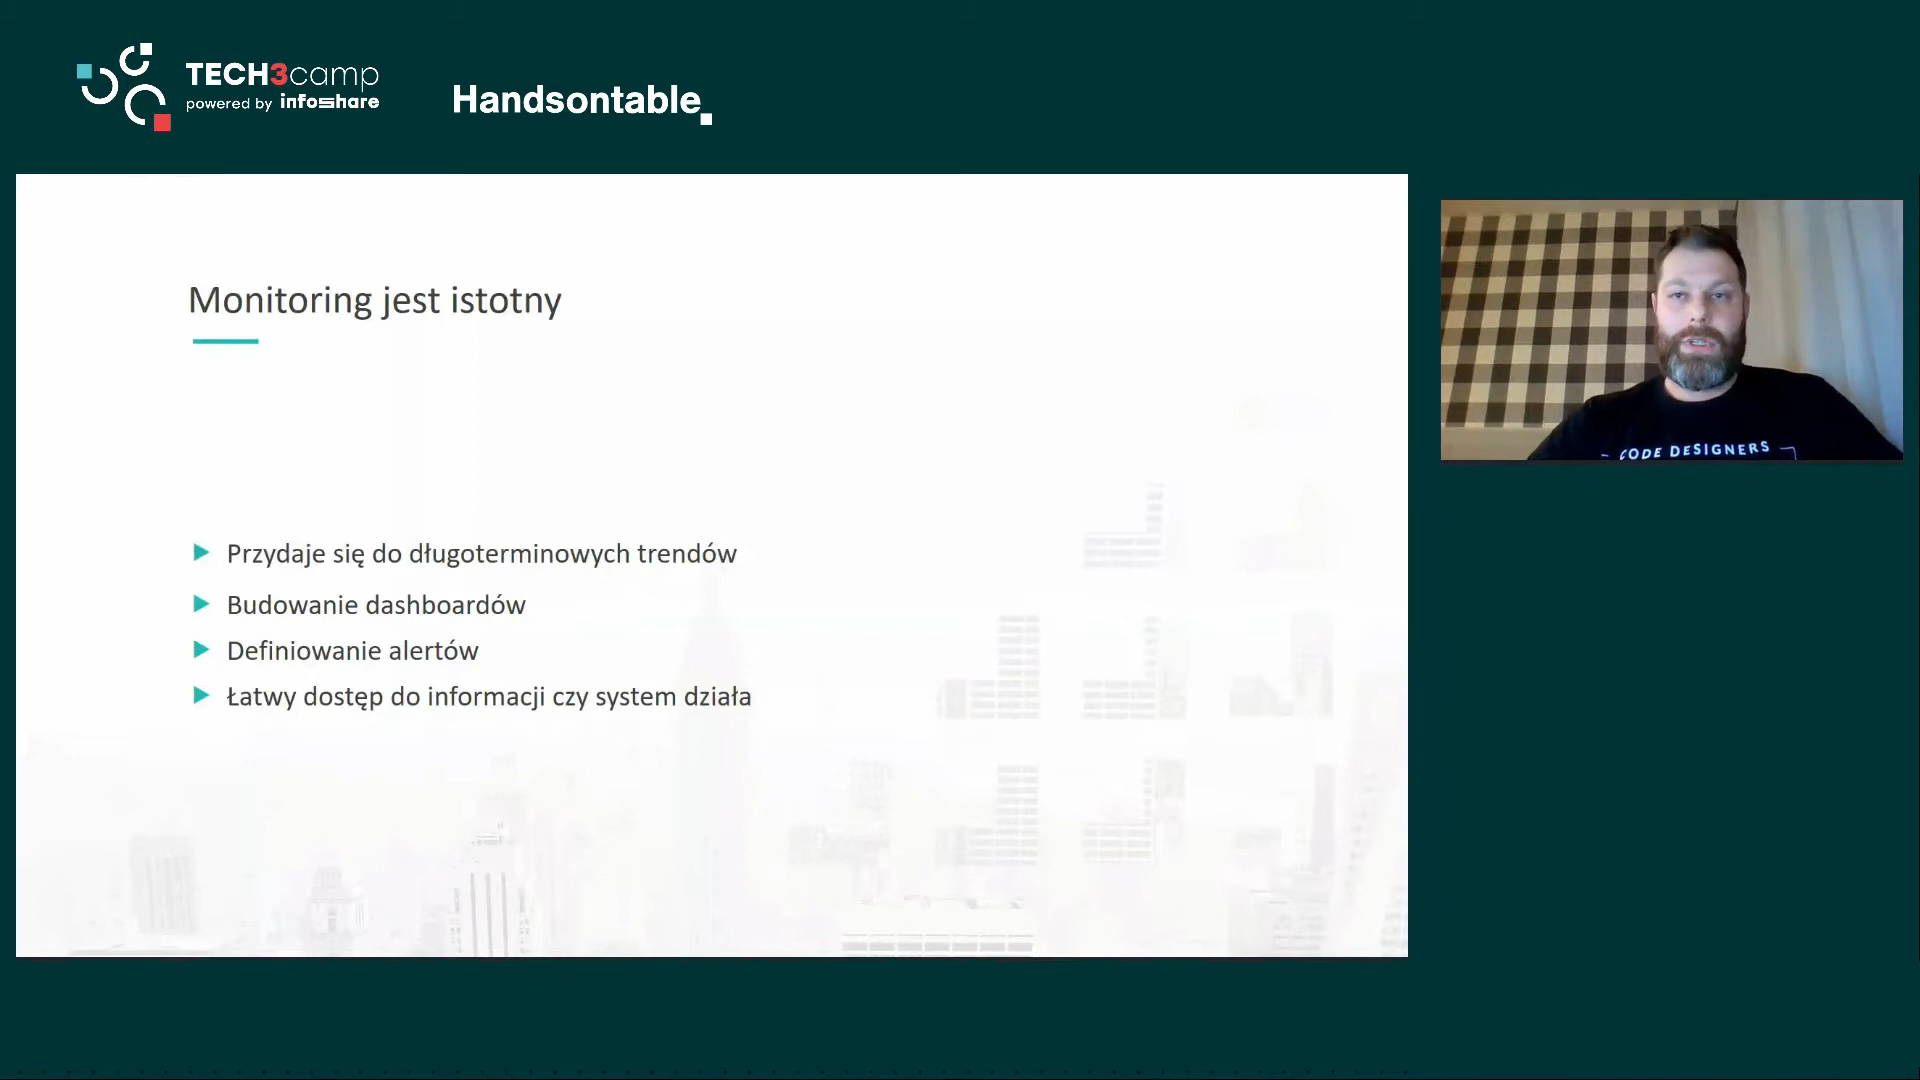 TECH3camp
powered by infoshare
Handsontable
Monitoring jest istotny
Przydaje się do długoterminowych trendów
Budowanie dashboardów
Definiowanie alertów
Łatwy dostęp do informacji czy system działa
CODE DESIGNERS